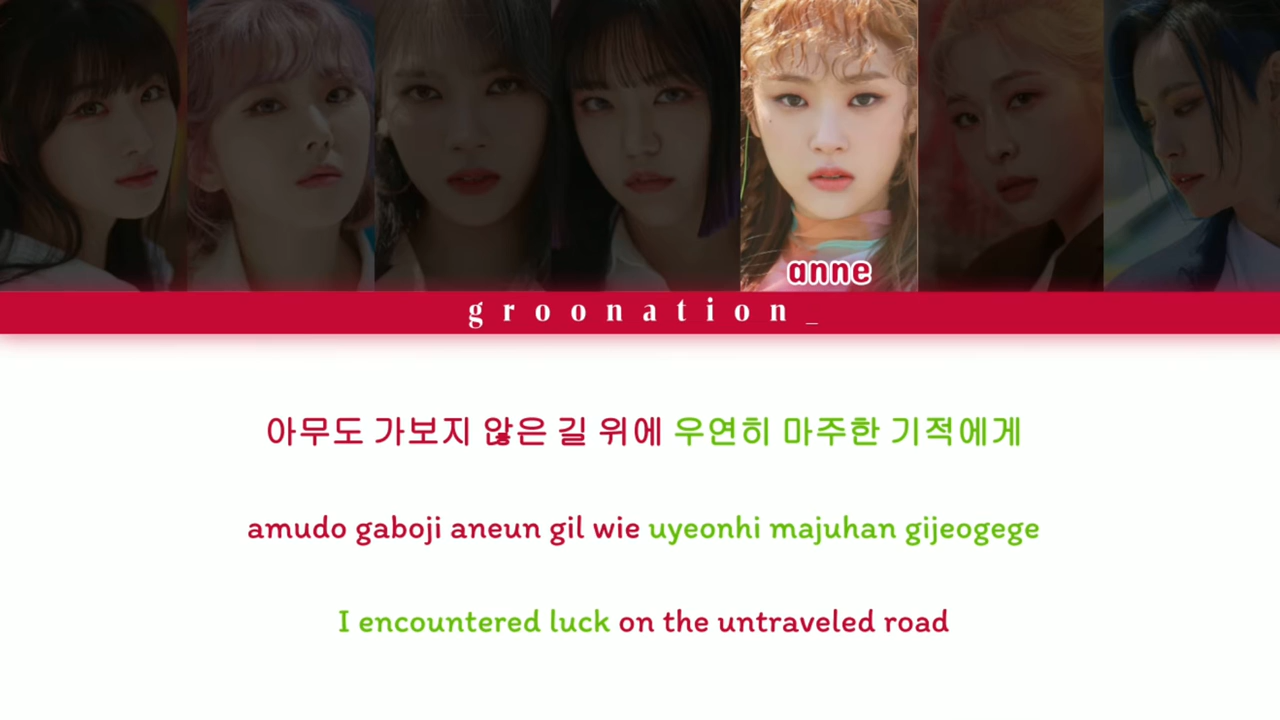 anne
groonation_
아무도 가보지 않은 길 위에 우연히 마주한 기적에게
amudo gaboji aneun gil wie uyeonhi majuhan gijeogege
I encountered luck on the untraveled road